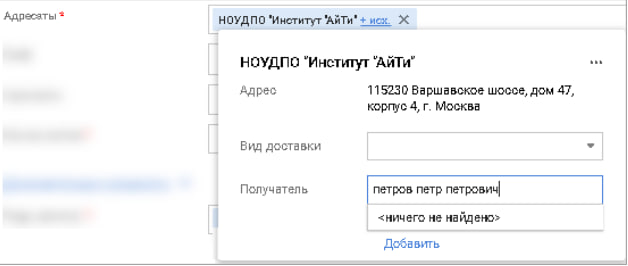 Адресаты *
НОУДПО "Институт "АйТи" + исх. X
НОУДПО "Институт "АйТи" ...
Адрес 115230 Варшавское шоссе, дом 47,
корпус 4, г. Москва
Вид доставки
Получатель петров петр петрович
<ничего не найдено>
Добавить